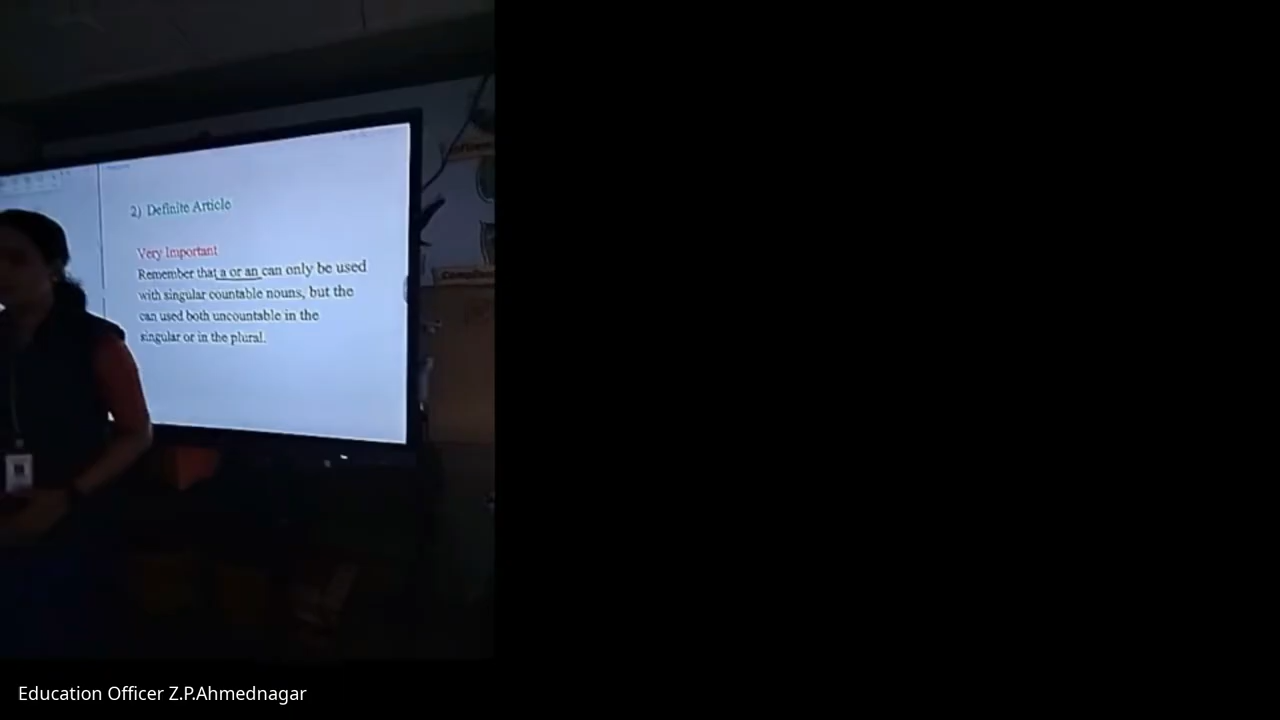 2) Definite Article
Very Important
Remember that a or an can only be used
with singular countable nouns, but the
can used both uncountable in the
singular or in the plural.
Education Officer Z.P.Ahmednagar